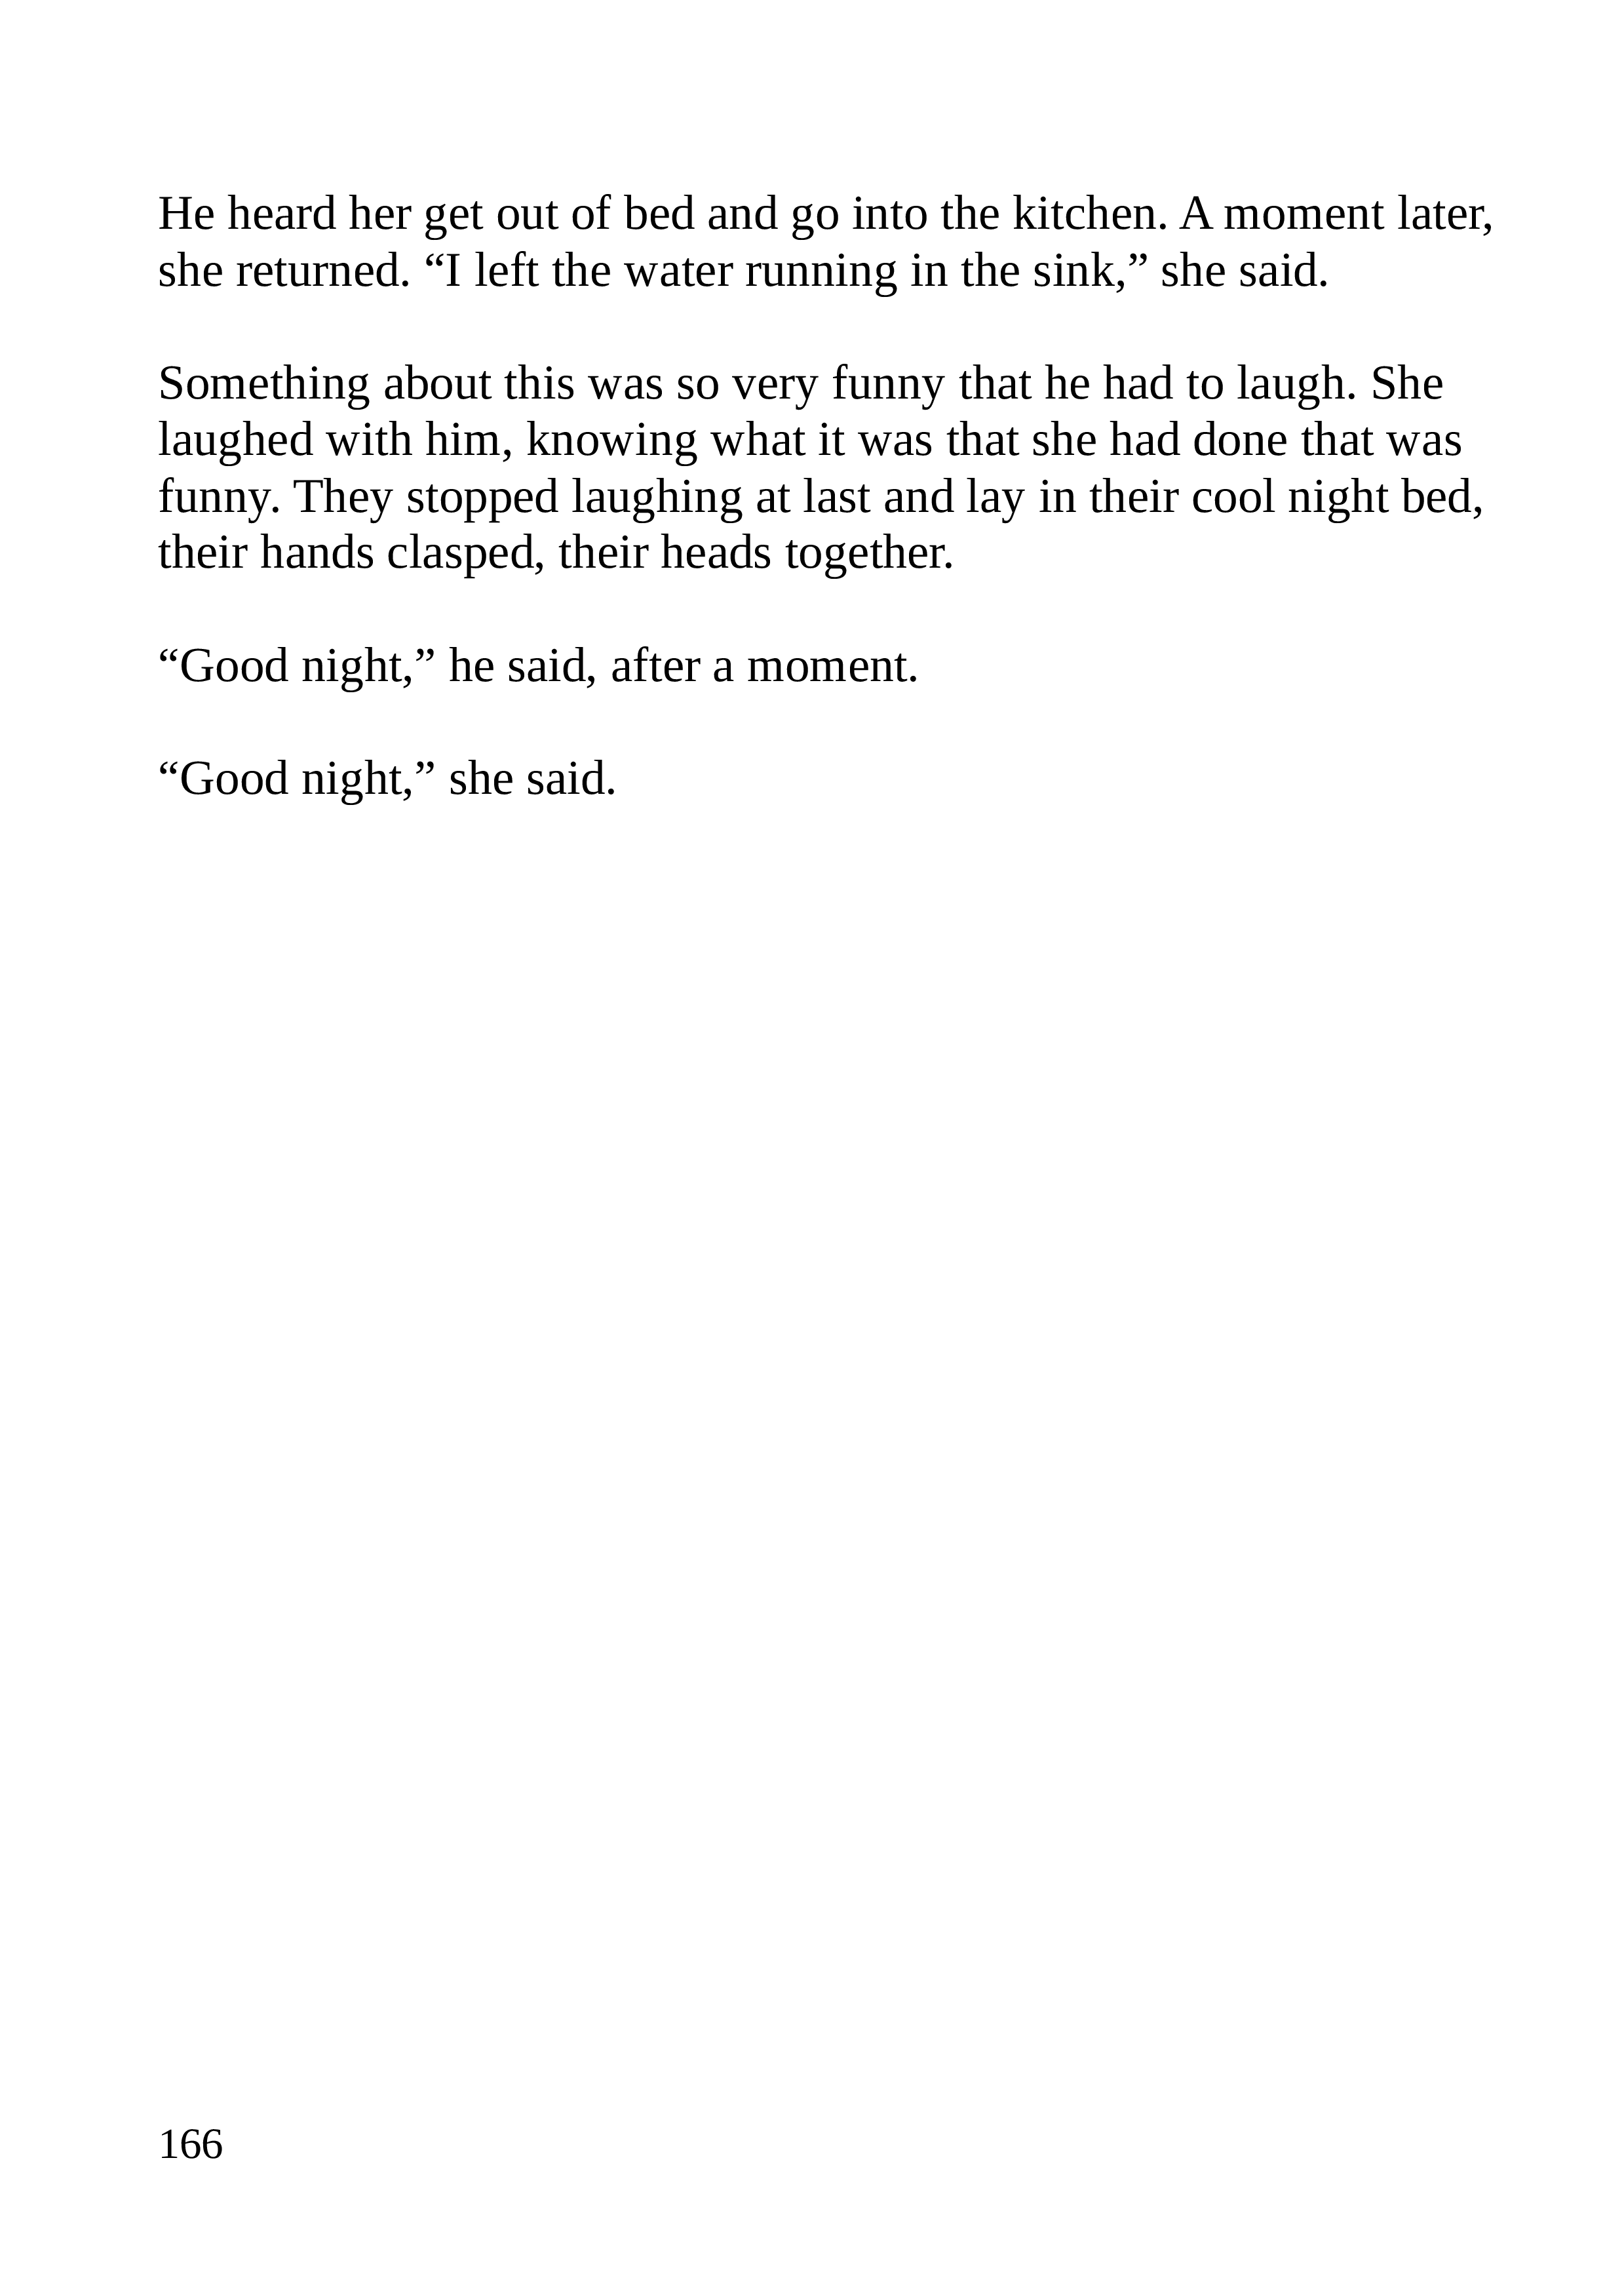 He heard her get out of bed and go into the kitchen. A moment later,
she returned. “I left the water running in the sink,” she said.
Something about this was so very funny that he had to laugh. She
laughed with him, knowing what it was that she had done that was
funny. They stopped laughing at last and lay in their cool night bed,
their hands clasped, their heads together.
“Good night,” he said, after a moment.
“Good night,” she said.
166